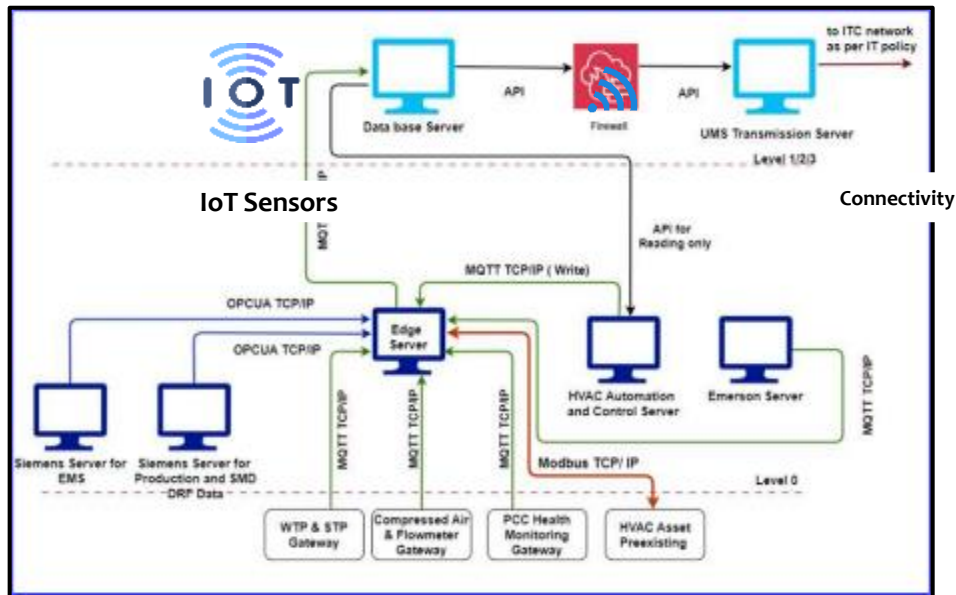 to ITC network
as per IT policy
IOT
API
API
Data base Server
Firewall
UMS Transmission Server
Level 1/2/3
IoT Sensors
Connectivity
MQT
IP
API for
Reading only
MQTT TCP/IP ( Write)
OPCUA TCP/IP
OPCUA TCP/IP
Edge
Server
MQTT TCP/IP
MQTT TCP/IP
MQTT TCP/IP
MQTT TCP/IP
HVAC Automation
and Control Server
Emerson Server
Siemens Server for
EMS
Siemens Server for
Production and SMD
DRF Data
Modbus TCP/ IP
Level 0
WTP & STP
Gateway
Compressed Air
& Flowmeter
Gateway
PCC Health
Monitoring
Gateway
HVAC Asset
Preexisting